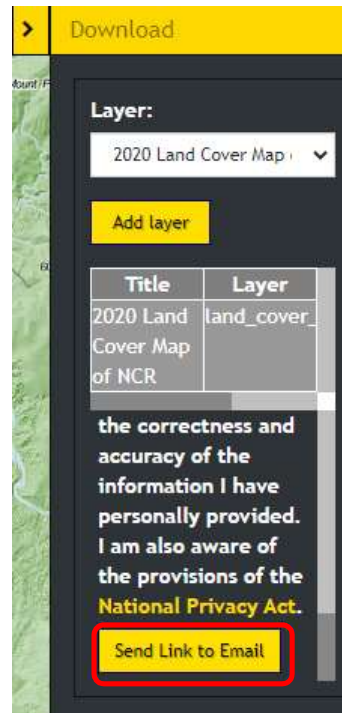 Download
Mount
Layer:
2020 Land Cover Map
Add layer
Title Layer
2020 Land land_cover_
Cover Map
of NCR
the correctness and
accuracy of the
information I have
personally provided.
I am also aware of
the provisions of the
National Privacy Act.
Send Link to Email